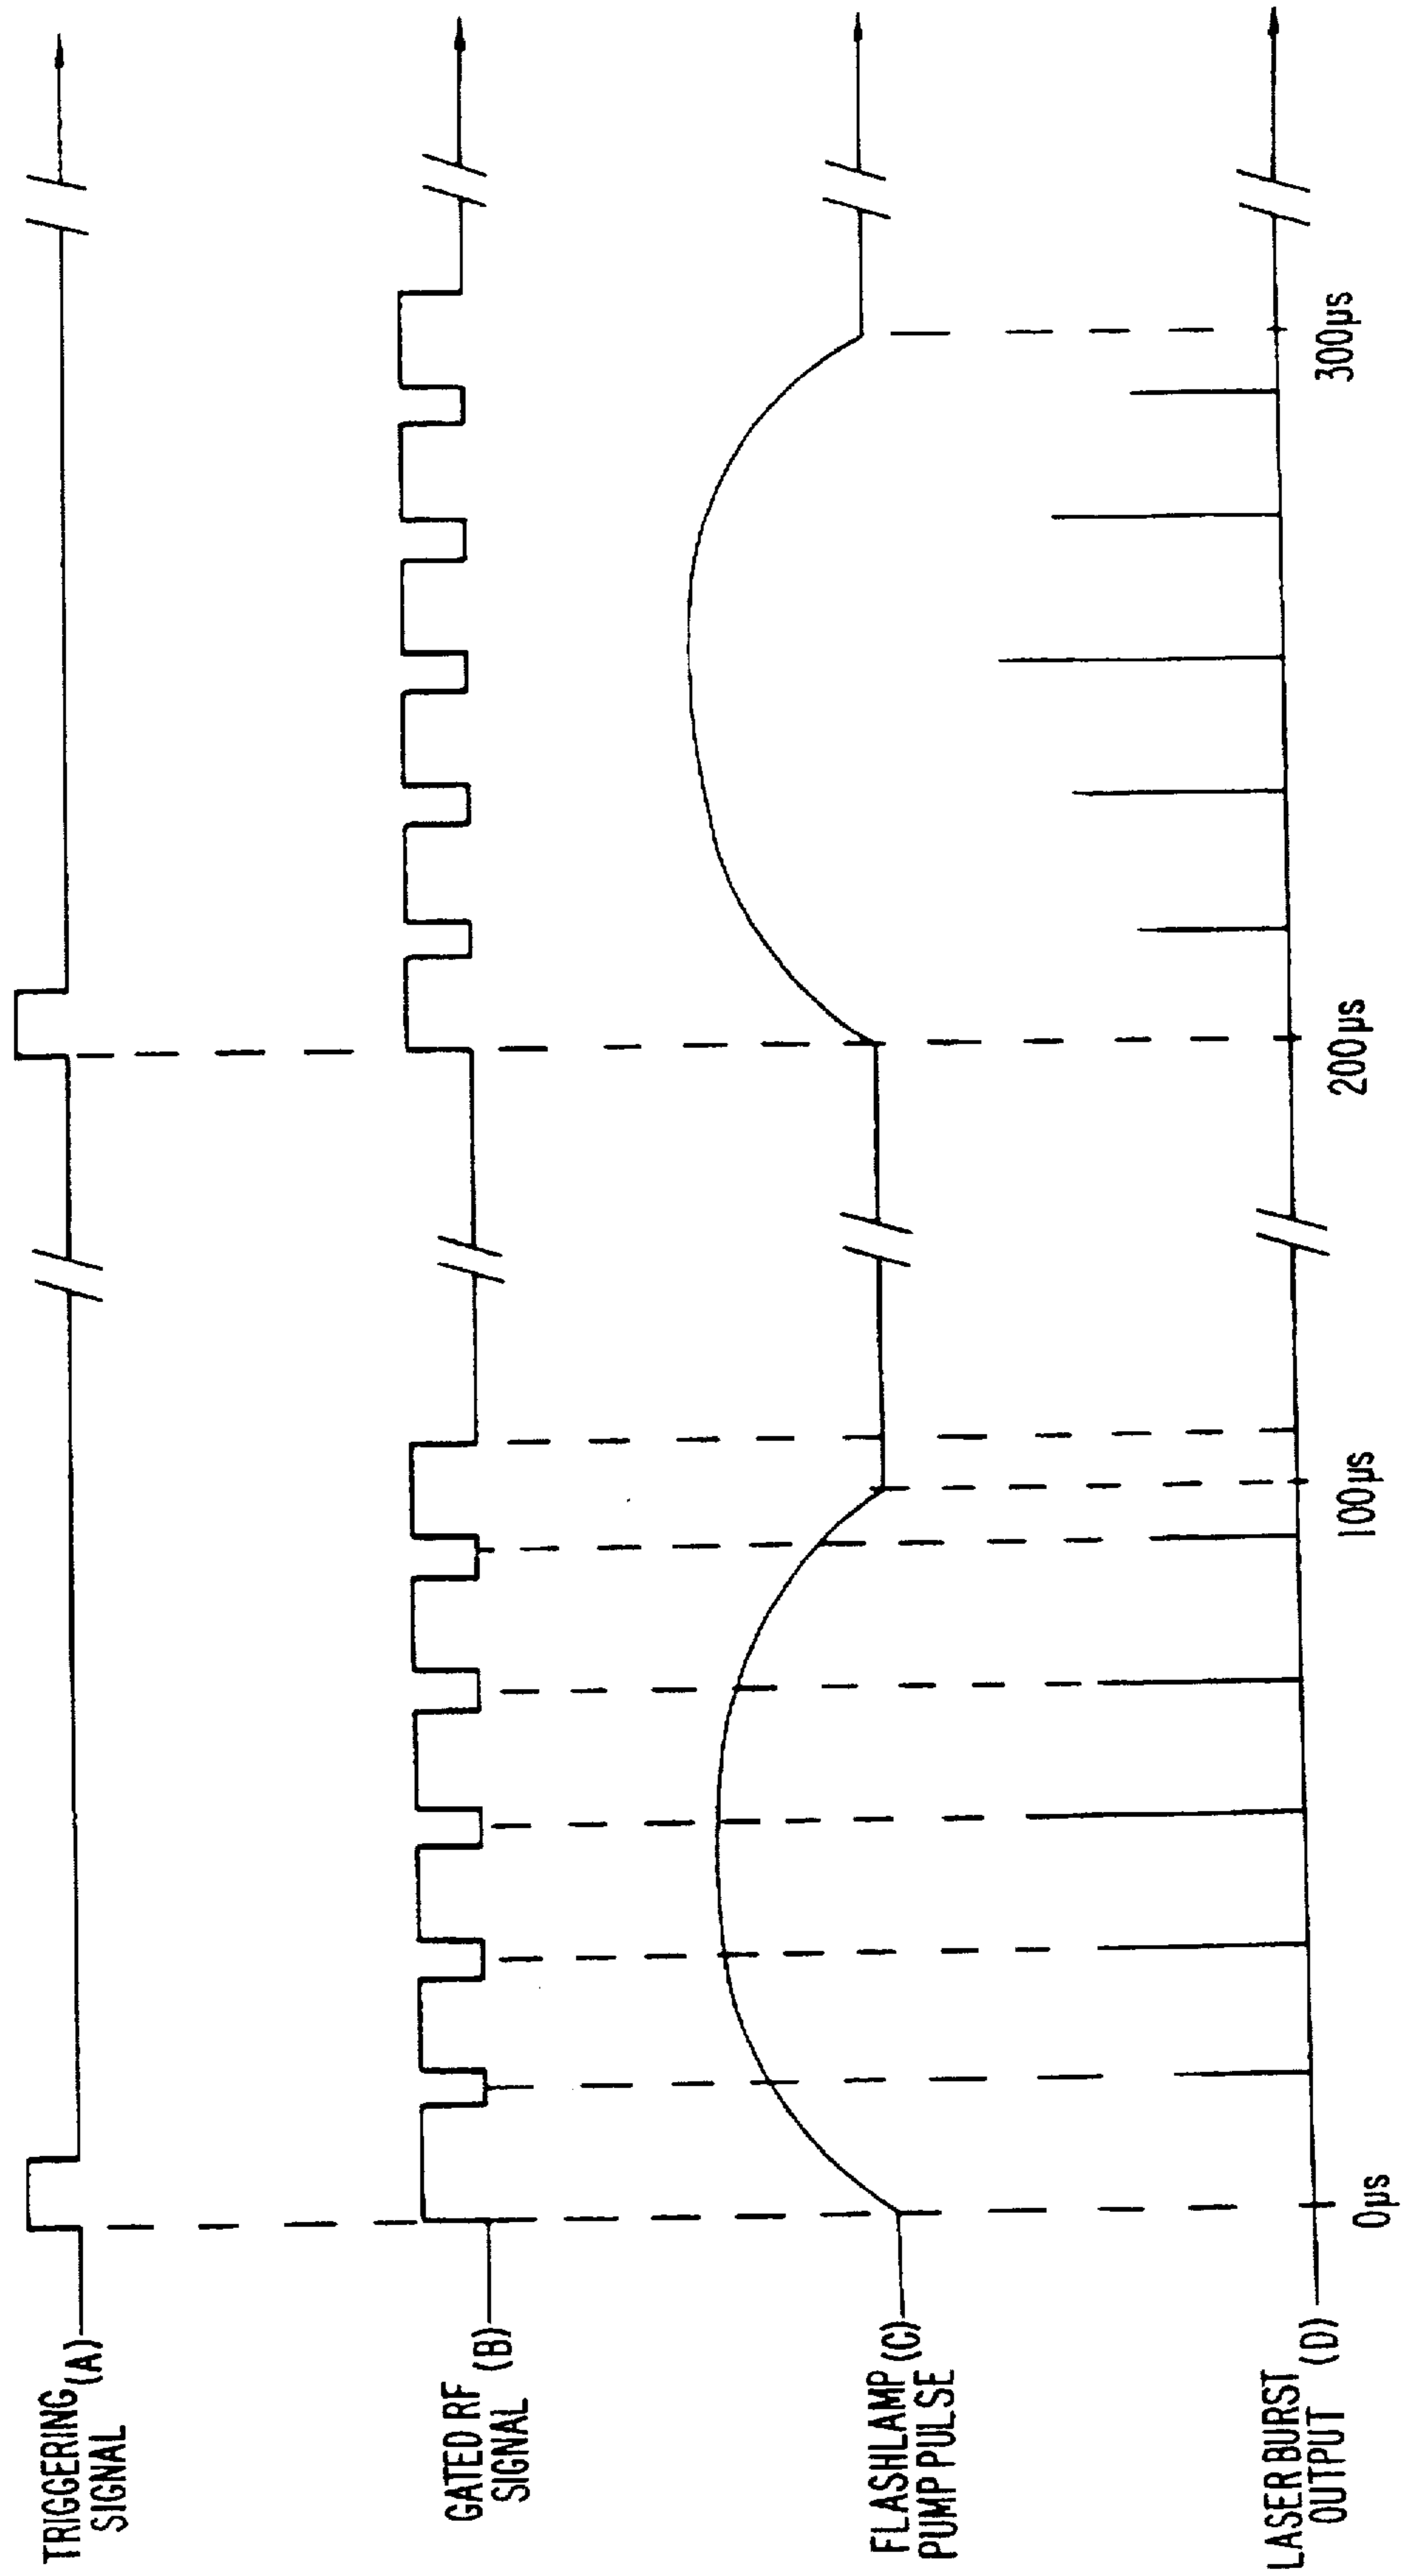 TRIGGERING
SIGNAL
(A)
GATED RF
SIGNAL
(B)
FLASHLAMP
PUMP PULSE
(C)
LASER BURST
OUTPUT
(D)
0µs
100µs
200µs
300µs